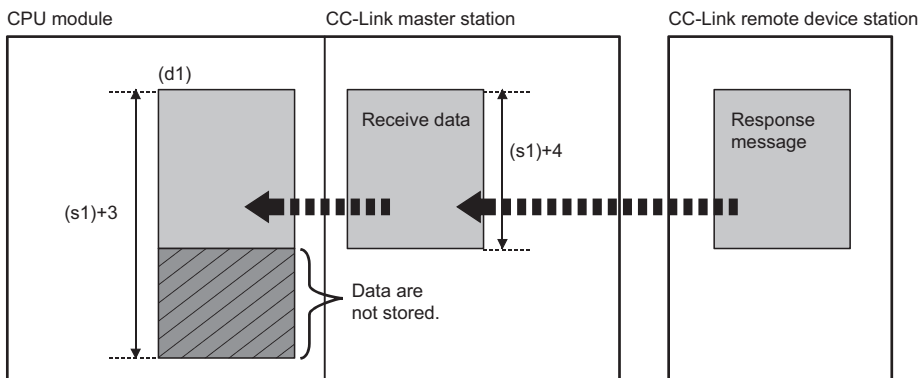 CPU module
CC-Link master station
CC-Link remote device station
(d1)
Receive data
Response
message
(s1)+4
(s1)+3
Data are
not stored.